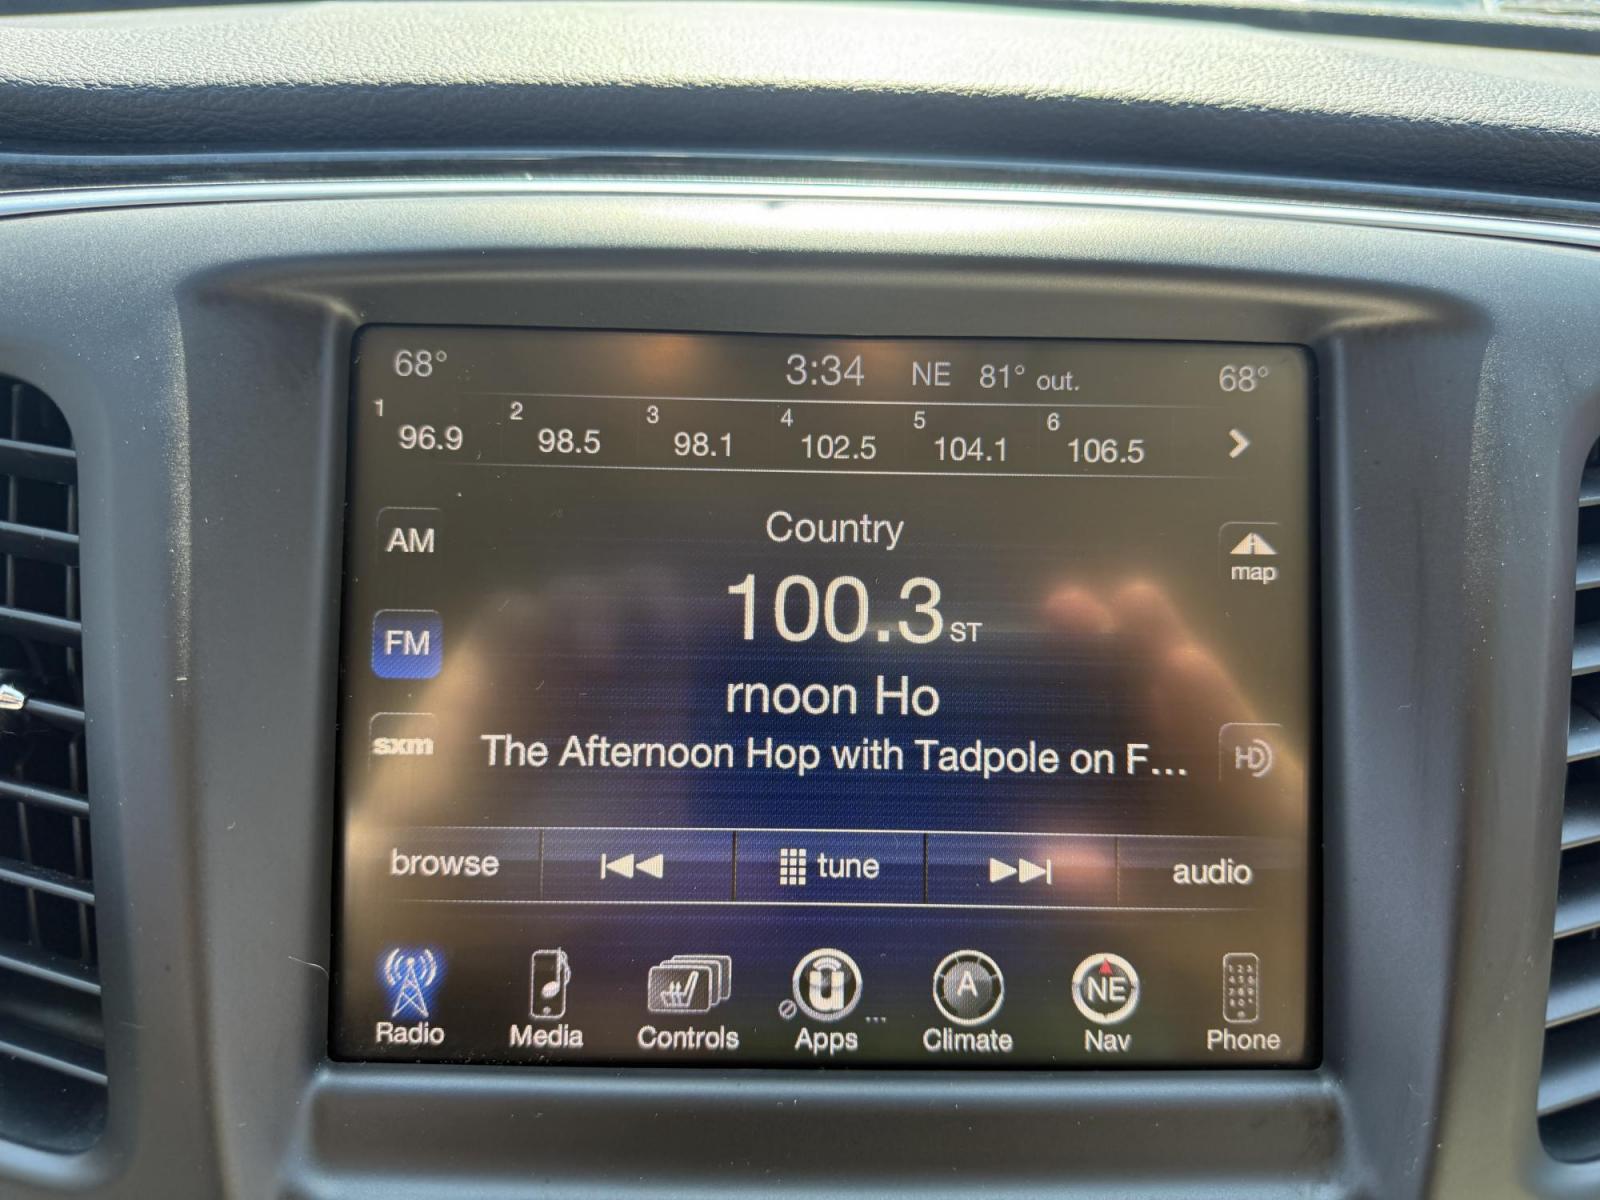 68° 3:34 NE 81° out. 68°
1 2 3 4 5 6
96.9 98.5 98.1 102.5 104.1 106.5
Country
AM
map
100.3 ST
FM
rnoon Ho
sxm
The Afternoon Hop with Tadpole on F...
HD
browse tune audio
A NE
Radio Media Controls Apps Climate Nav Phone